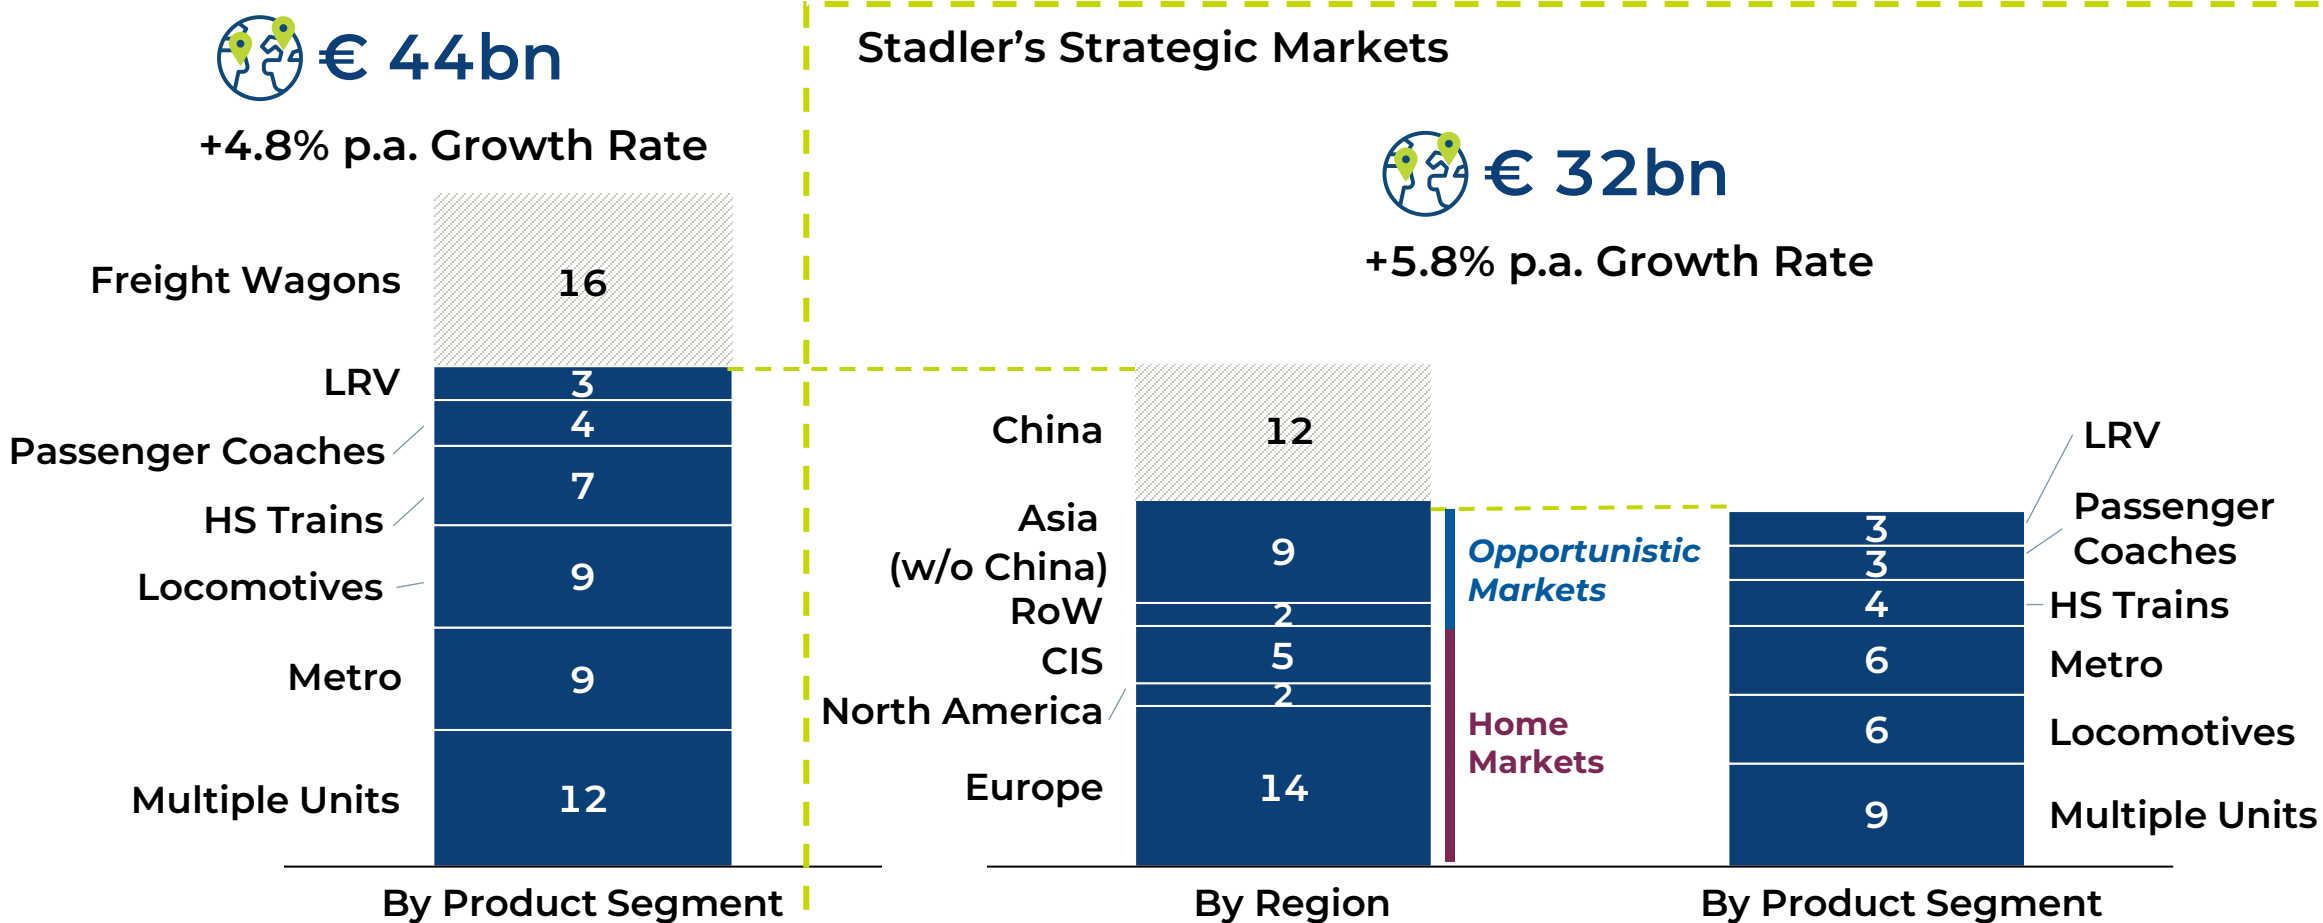 € 44bn
+4.8% p.a. Growth Rate
Freight Wagons
16
LRV
3
Passenger Coaches
4
HS Trains
7
Locomotives
9
Metro
9
Multiple Units
12
By Product Segment
Stadler’s Strategic Markets
€ 32bn
+5.8% p.a. Growth Rate
China
12
Asia
(w/o China)
9
RoW
2
CIS
5
North America
2
Europe
14
By Region
Opportunistic
Markets
Home
Markets
LRV
3
Passenger
Coaches
3
HS Trains
4
Metro
6
Locomotives
6
Multiple Units
9
By Product Segment